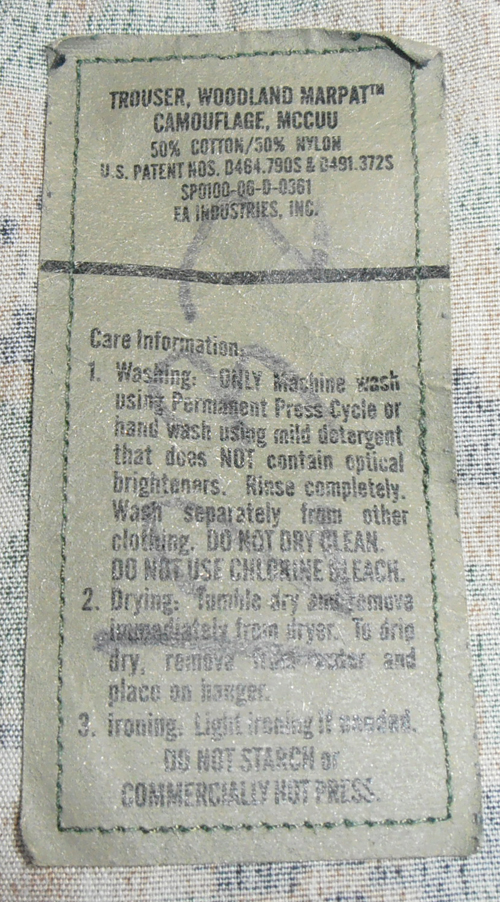 TROUSER, WOODLAND MARPAT™
CAMOUFLAGE, MCCUU
50% COTTON/50% NYLON
U.S. PATENT NOS. D464.790S & D491.372S
SP0100-06-D-0361
EA INDUSTRIES, INC.
Care Information.
1. Washing: ONLY Machine wash
using Permanent Press Cycle or
hand wash using mild detergent
that does NOT contain optical
brighteners. Rinse completely.
Wash separately from other
clothing. DO NOT DRY CLEAN.
DO NOT USE CHLORINE BLEACH.
2. Drying: Tumble dry and remove
immediately from dryer. To drip
dry, remove from and
place on hanger.
3. Ironing: Light ironing if needed.
DO NOT STARCH or
COMMERCIALLY HOT PRESS.